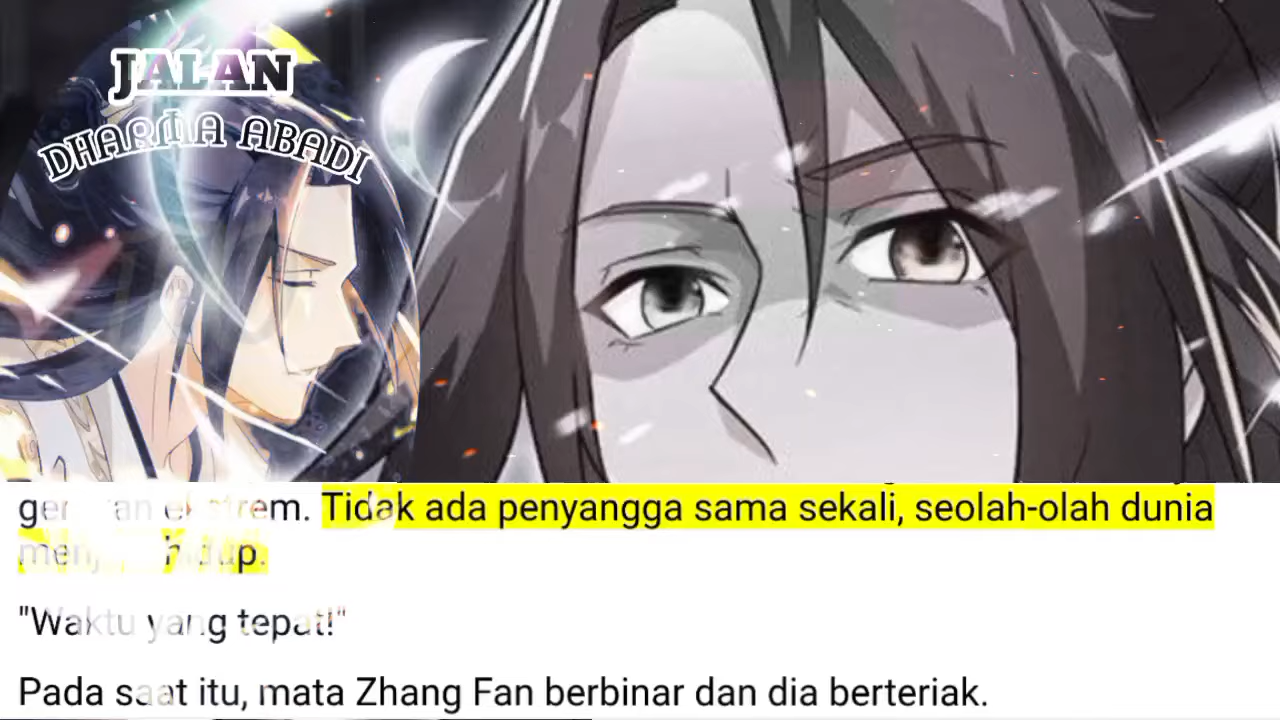 JALAN
DHARMA ABADI
ekstrem. Tidak ada penyangga sama sekali, seolah-olah dunia
"Waktu yang tepat!"
Pada saat itu, mata Zhang Fan berbinar dan dia berteriak.